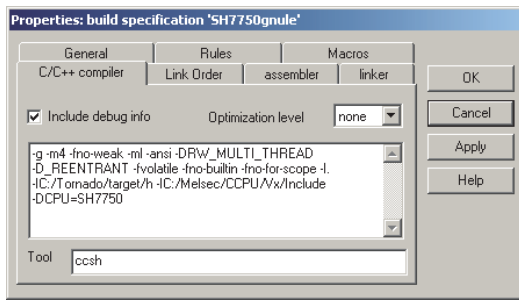 Properties: build specification 'SH7750gnule'
General Rules Macros
C/C++ compiler Link Order assembler linker
OK
Include debug info Optimization level none
Cancel
-g -m4 -fno-weak -ml -ansi -DRW_MULTI_THREAD
-D_REENTRANT -fvolatile -fno-builtin -fno-for-scope -I.
-IC:/Tornado/target/h -IC:/Melsec/CCPU/Vx/Include
-DCPU=SH7750
Apply
Help
Tool ccsh